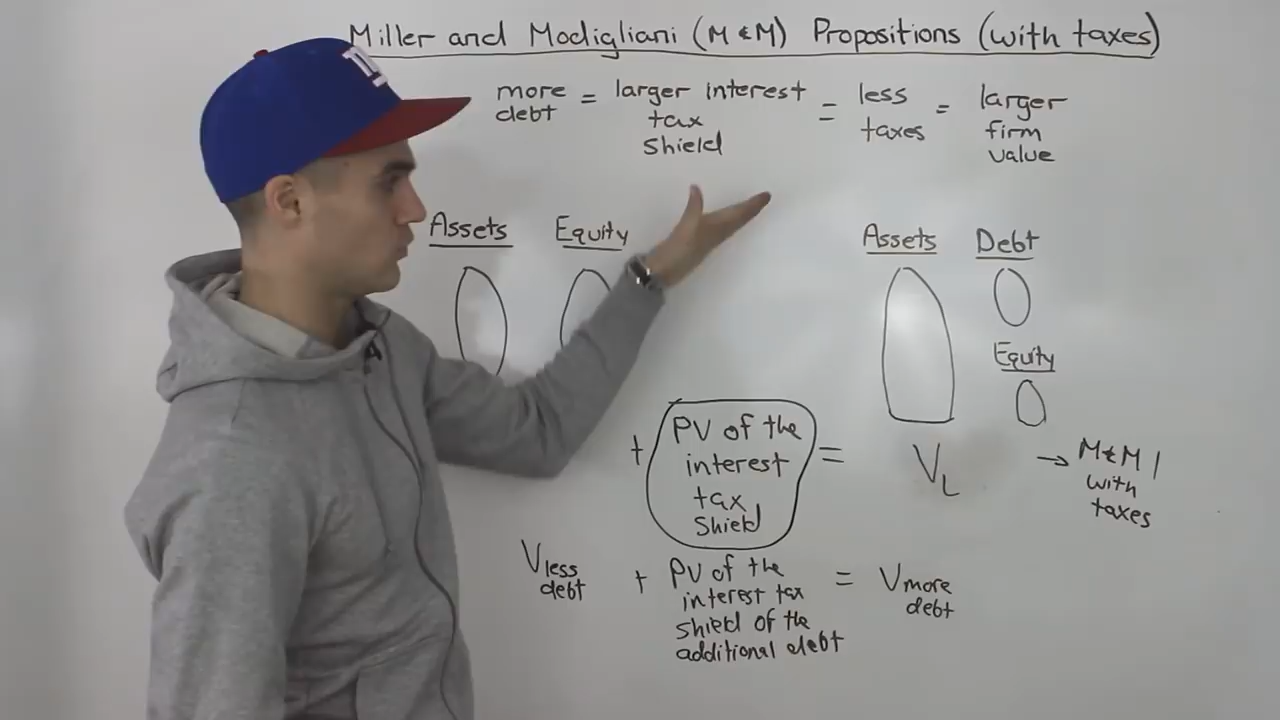 Miller and Modigliani (M & M) Propositions (with taxes)
more debt = larger interest tax shield = less taxes = larger firm value
Assets Equity
Assets Debt
Equity
+ PV of the interest tax shield = VL → M & M 1 with taxes
Vless debt + PV of the interest tax shield of the additional debt = Vmore debt